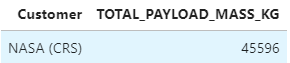 Customer TOTAL_PAYLOAD_MASS_KG
NASA (CRS) 45596